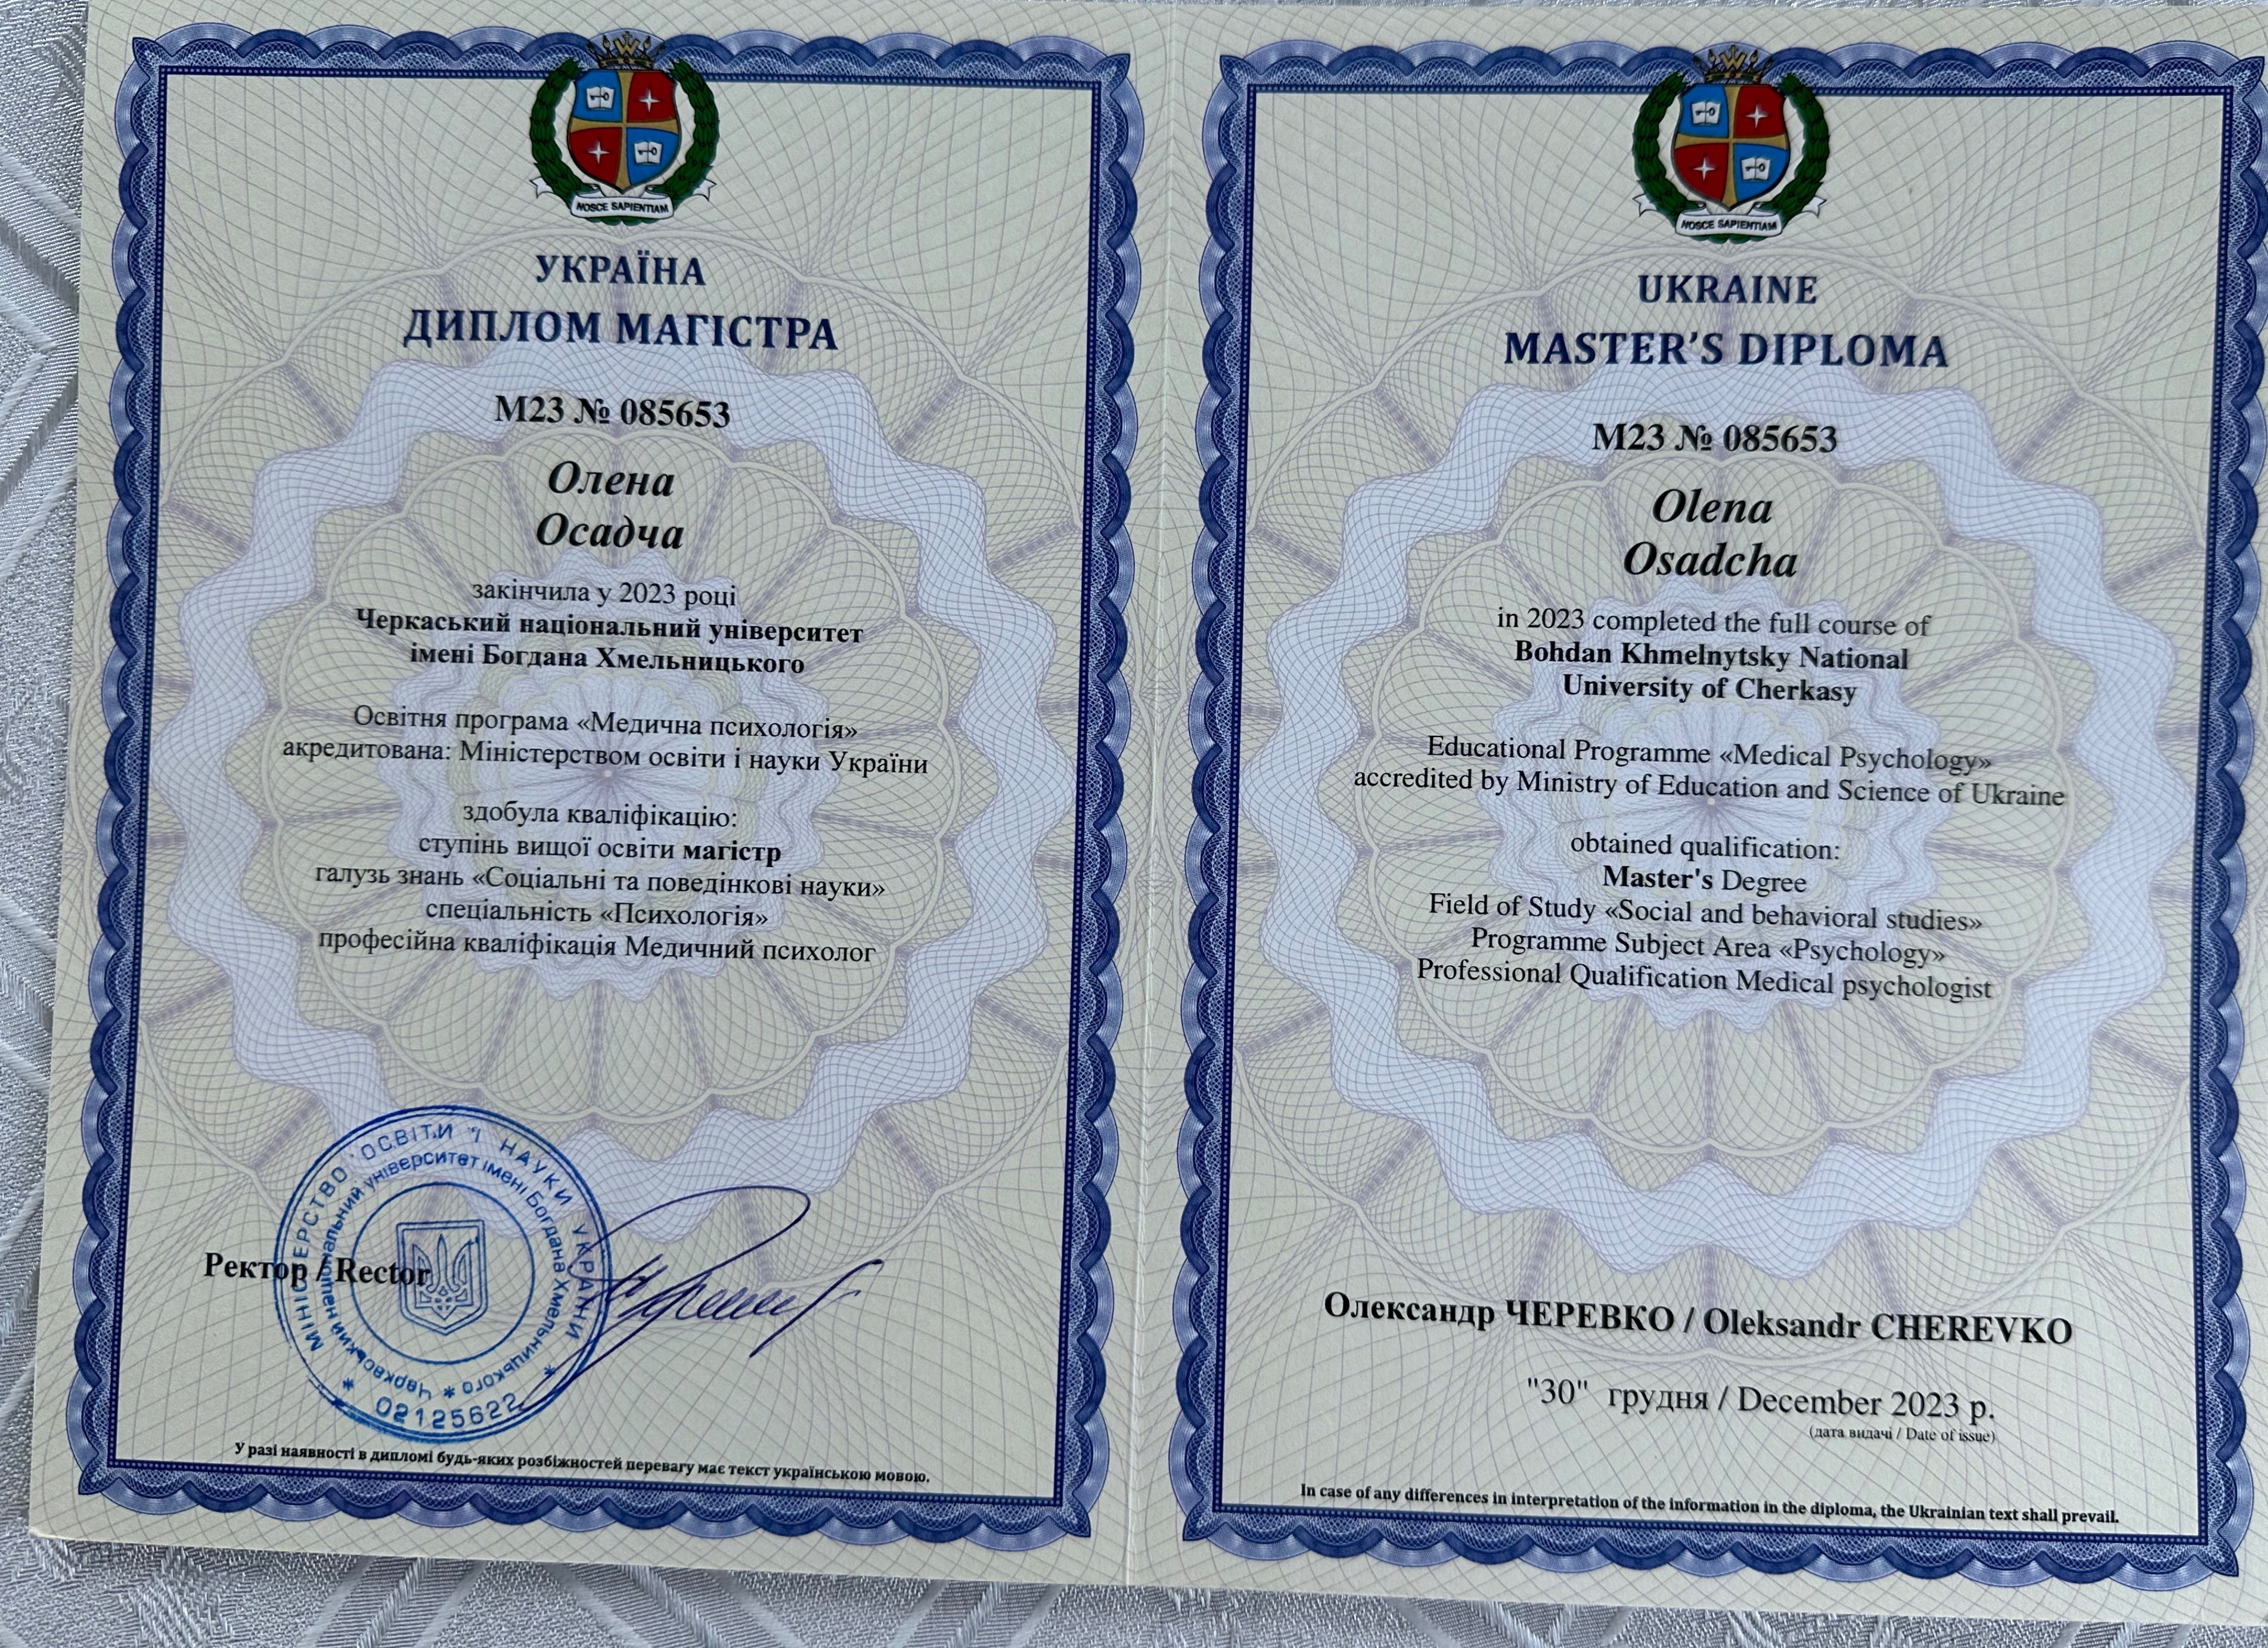 NOSCE SAPIENTIAM
УКРАЇНА
ДИПЛОМ МАГІСТРА
М23 № 085653
Олена
Осадча
закінчила у 2023 році
Черкаський національний університет
імені Богдана Хмельницького
Освітня програма «Медична психологія»
акредитована: Міністерством освіти і науки України
здобула кваліфікацію:
ступінь вищої освіти магістр
галузь знань «Соціальні та поведінкові науки»
спеціальність «Психологія»
професійна кваліфікація Медичний психолог
Ректор / Rector
МІНІСТЕРСТВО ОСВІТИ І НАУКИ УКРАЇНИ
Черкаський національний університет імені Богдана Хмельницького
02125622
У разі наявності в дипломі будь-яких розбіжностей перевагу має текст українською мовою.
NOSCE SAPIENTIAM
UKRAINE
MASTER’S DIPLOMA
М23 № 085653
Olena
Osadcha
in 2023 completed the full course of
Bohdan Khmelnytsky National
University of Cherkasy
Educational Programme «Medical Psychology»
accredited by Ministry of Education and Science of Ukraine
obtained qualification:
Master's Degree
Field of Study «Social and behavioral studies»
Programme Subject Area «Psychology»
Professional Qualification Medical psychologist
Олександр ЧЕРЕВКО / Oleksandr CHEREVKO
"30" грудня / December 2023 р.
(дата видачі / Date of issue)
In case of any differences in interpretation of the information in the diploma, the Ukrainian text shall prevail.